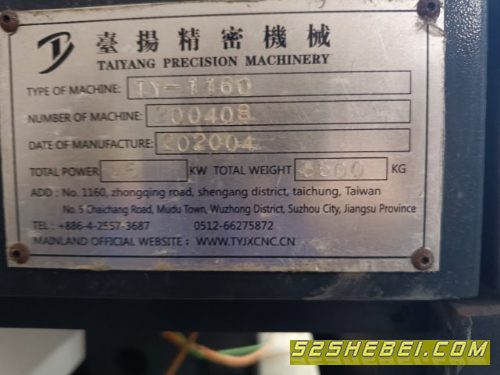 臺揚精密機械
TAIYANG PRECISION MACHINERY
TYPE OF MACHINE: TY-1160
NUMBER OF MACHINE: 200408
DATE OF MANUFACTURE: 202004
TOTAL POWER KW TOTAL WEIGHT KG
ADD : No. 1160, zhongqing road, shengang district, taichung, Taiwan
No. 5 Chaichang Road, Mudu Town, Wuzhong District, Suzhou City, Jiangsu Province
TEL : +886-4-2557-3687 0512-66275872
MAINLAND OFFICIAL WEBSITE : WWW.TYJXCNC.CN
52SHEBEI.COM